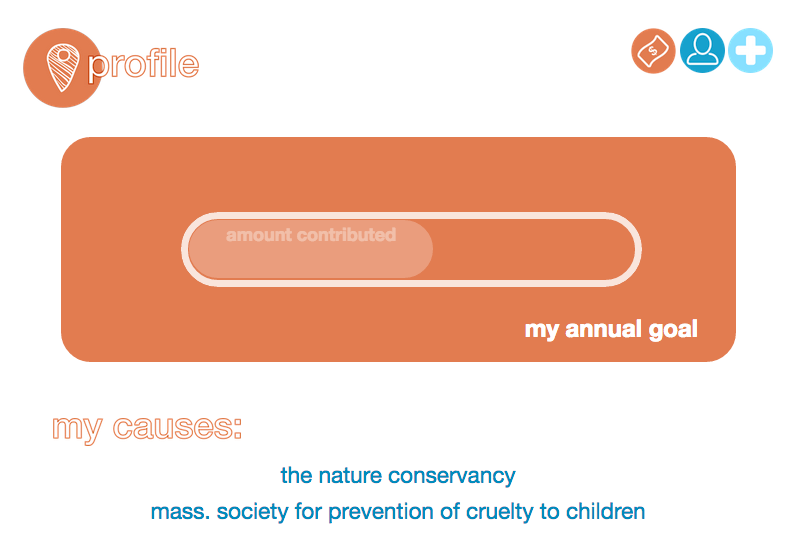 profile
$
amount contributed
my annual goal
my causes:
the nature conservancy
mass. society for prevention of cruelty to children